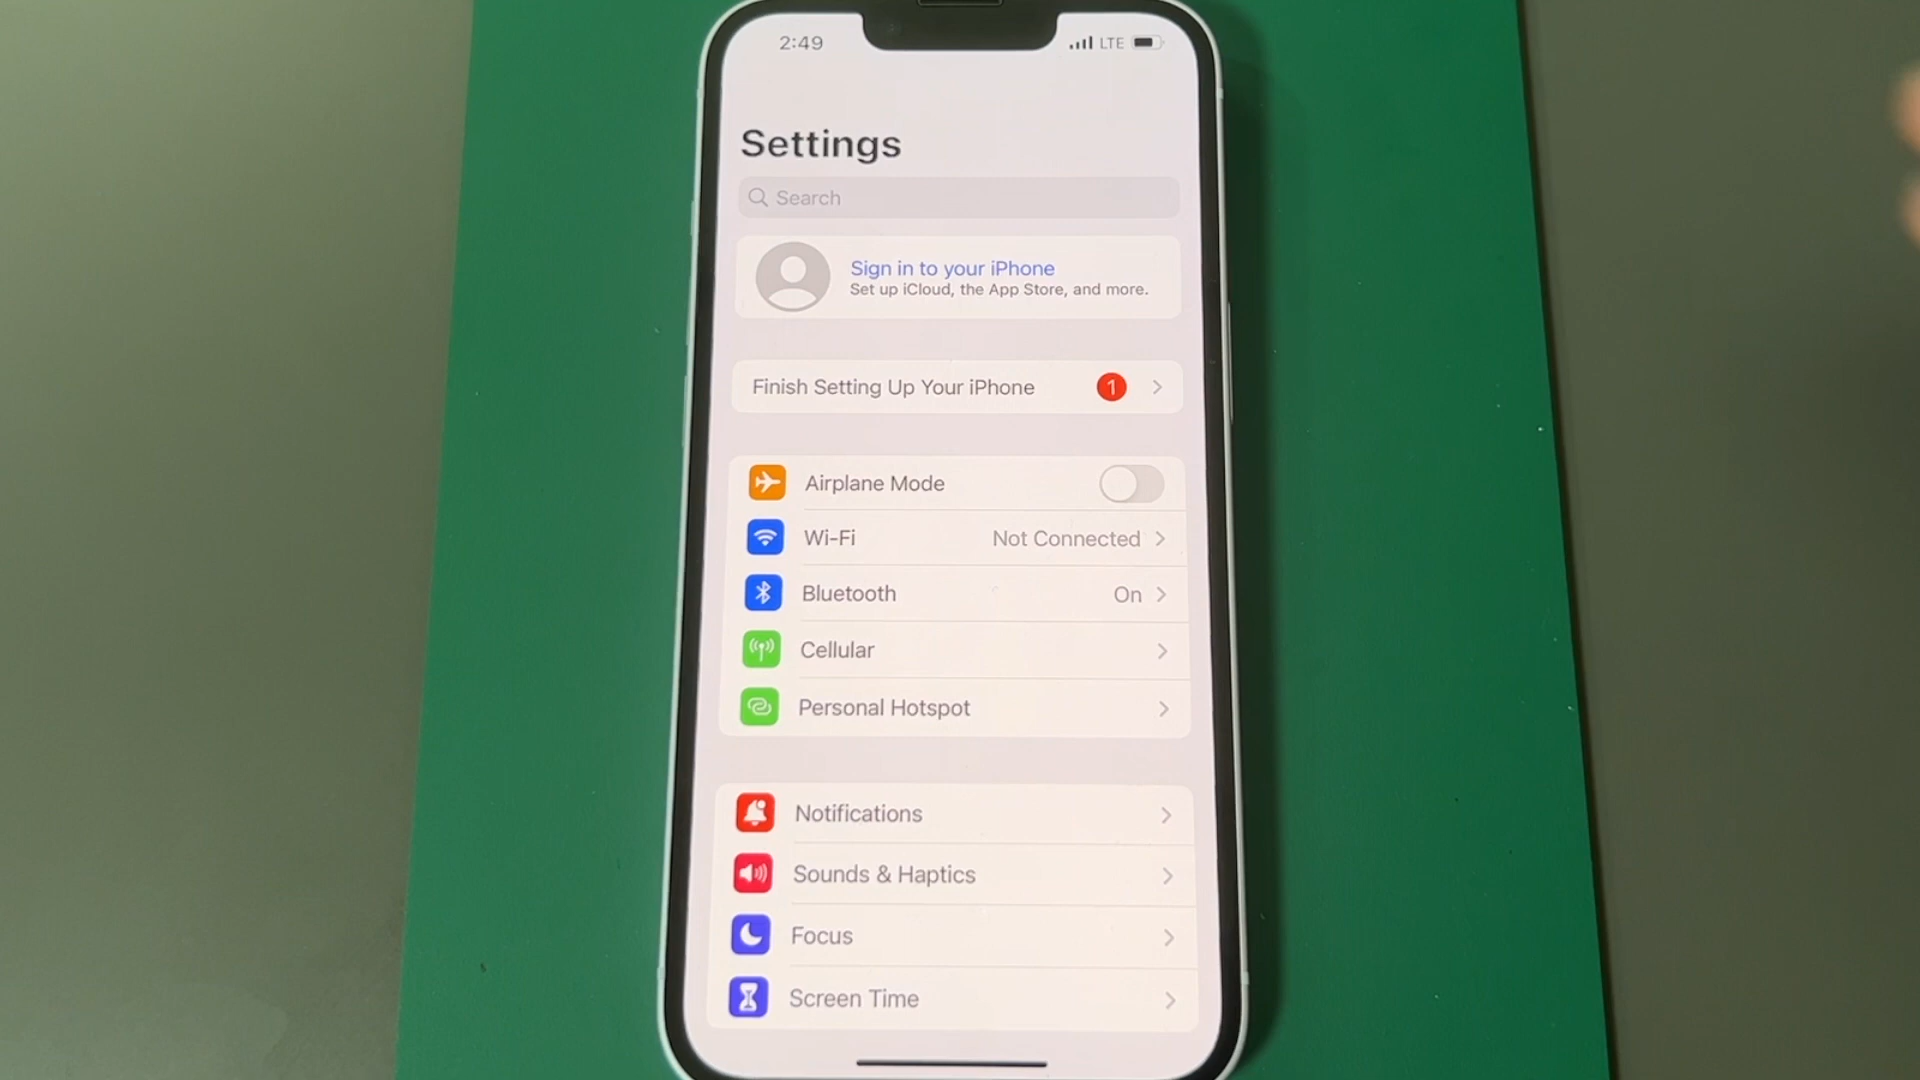 2:49 LTE
Settings
Search
Sign in to your iPhone
Set up iCloud, the App Store, and more.
Finish Setting Up Your iPhone 1
Airplane Mode
Wi-Fi Not Connected
Bluetooth On
Cellular
Personal Hotspot
Notifications
Sounds & Haptics
Focus
Screen Time